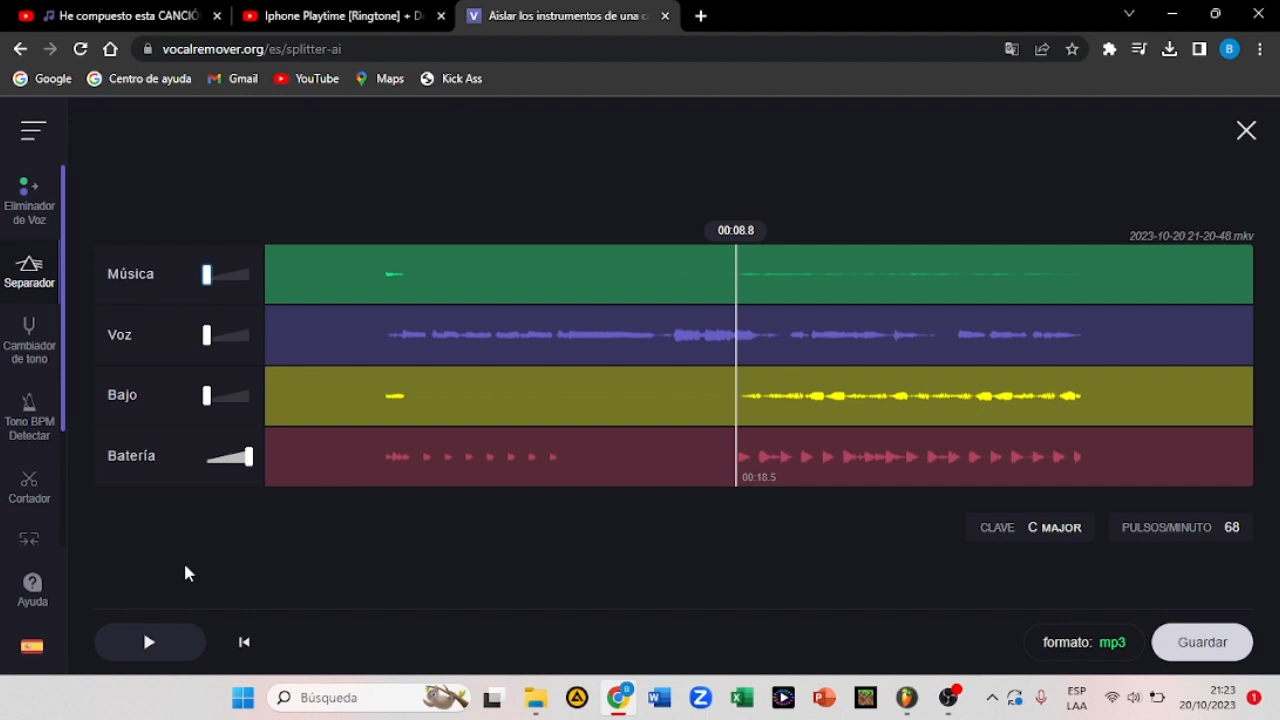 He compuesto esta CANCIÓ
Iphone Playtime [Ringtone] + D
Aislar los instrumentos de una c
vocalremover.org/es/splitter-ai
B
Google
Centro de ayuda
Gmail
YouTube
Maps
Kick Ass
Eliminador
de Voz
Separador
Cambiador
de tono
Tono BPM
Detectar
Cortador
Ayuda
00:08.8
2023-10-20 21-20-48.mkv
Música
Voz
Bajo
Batería
00:18.5
CLAVE C MAJOR
PULSOS/MINUTO 68
formato: mp3
Guardar
Búsqueda
ESP
LAA
21:23
20/10/2023
1